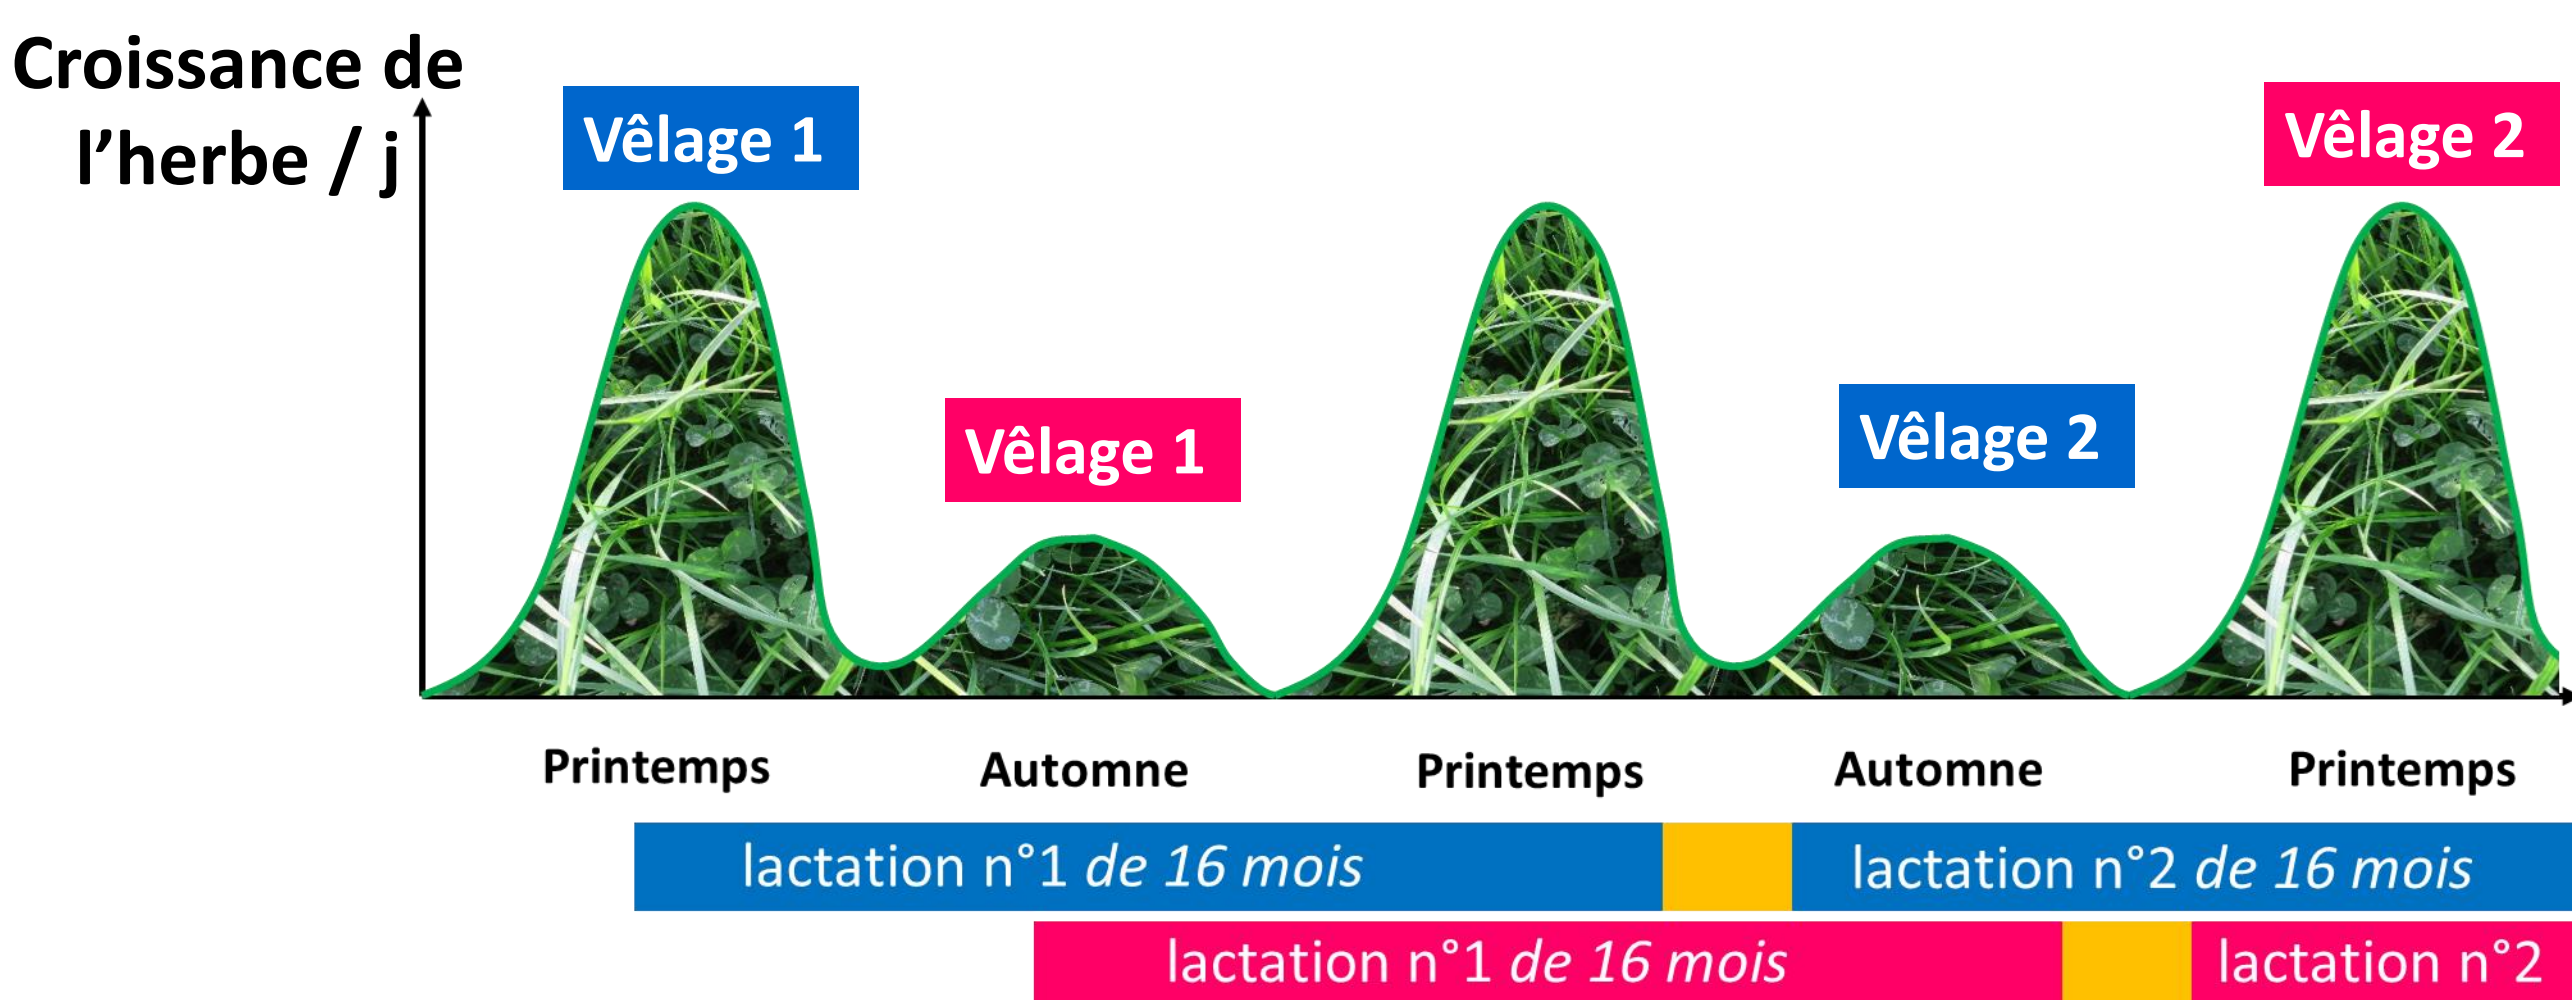 Croissance de
l’herbe / j
Vêlage 1
Vêlage 2
Vêlage 1
Vêlage 2
Printemps
Automne
Printemps
Automne
Printemps
lactation n°1 de 16 mois
lactation n°2 de 16 mois
lactation n°1 de 16 mois
lactation n°2